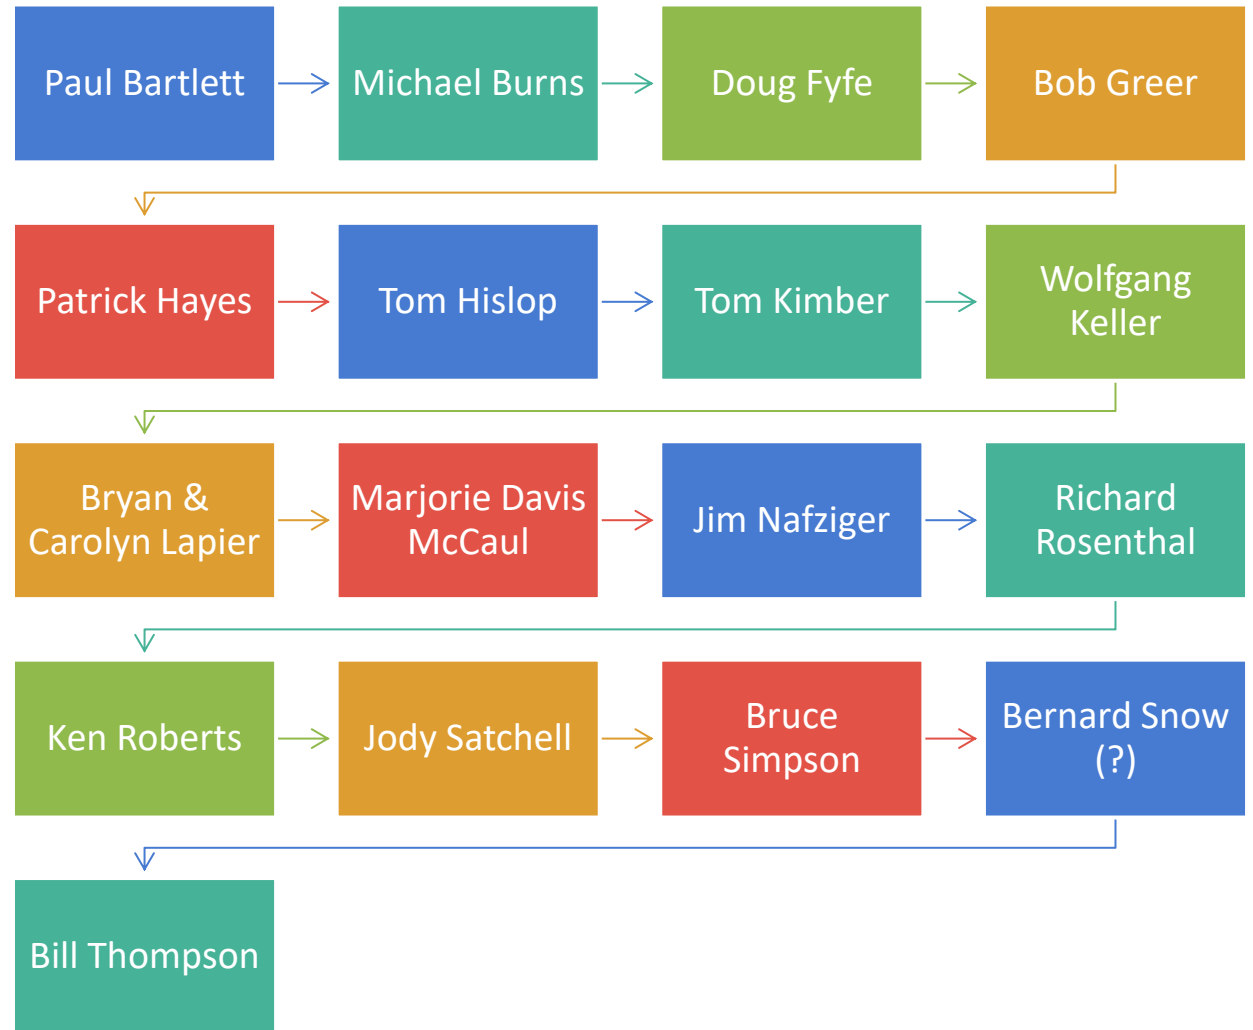 Paul Bartlett
Michael Burns
Doug Fyfe
Bob Greer
Patrick Hayes
Tom Hislop
Tom Kimber
Wolfgang
Keller
Bryan &
Carolyn Lapier
Marjorie Davis
McCaul
Jim Nafziger
Richard
Rosenthal
Ken Roberts
Jody Satchell
Bruce
Simpson
Bernard Snow
(?)
Bill Thompson